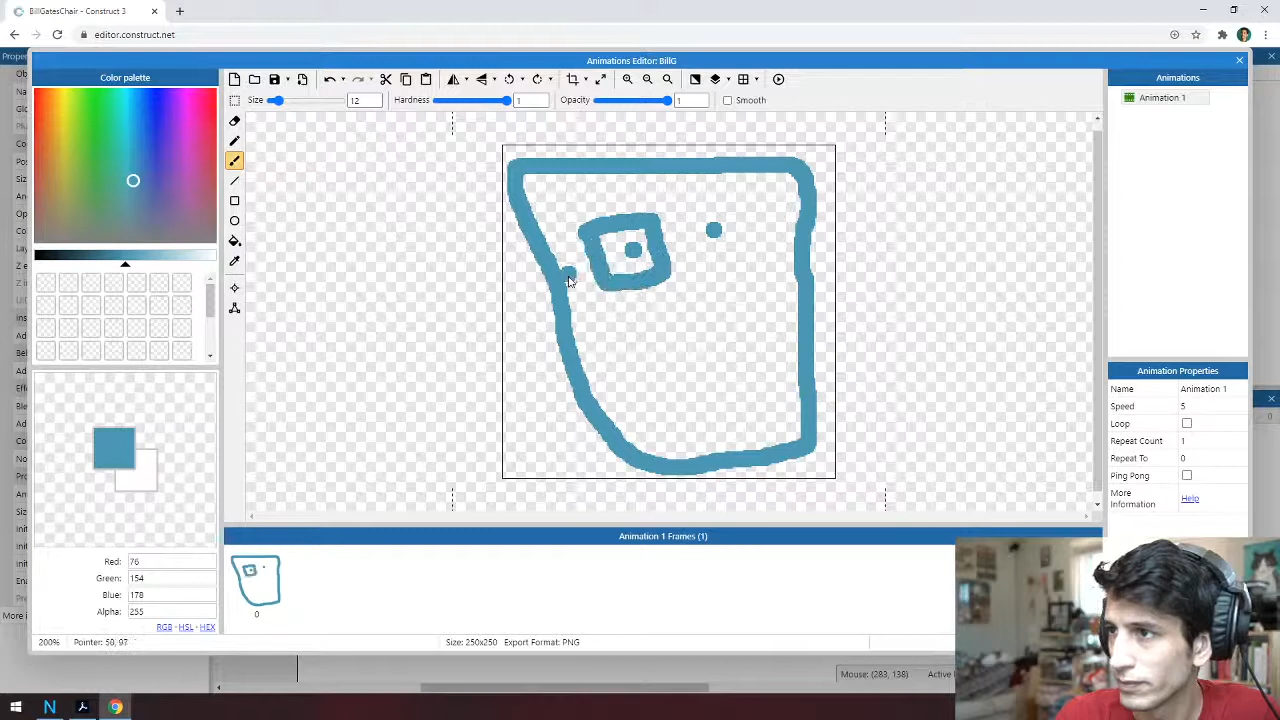 BillGatesChair - Construct 3
editor.construct.net
Animations Editor: BillG
Color palette
Size 12 Hardness 1 Opacity 1 Smooth
Animations
Animation 1
Animation Properties
Name Animation 1
Speed 5
Loop
Repeat Count 1
Repeat To 0
Ping Pong
More Information Help
Red: 76
Green: 154
Blue: 178
Alpha: 255
RGB - HSL - HEX
Animation 1 Frames (1)
0
200% Pointer: 50, 97
Size: 250x250 Export Format: PNG
Mouse: (283, 138)